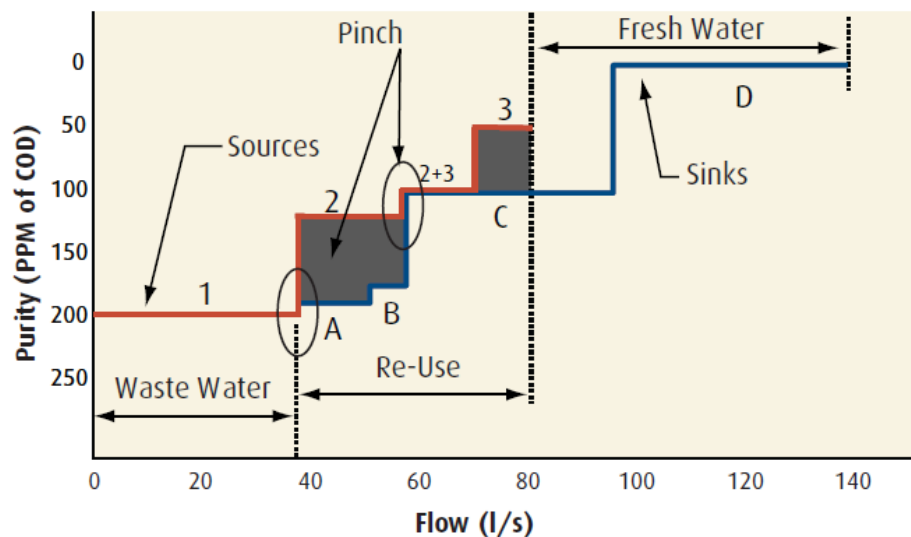 Pinch
Fresh Water
0
50
100
150
200
250
Purity (PPM of COD)
Sources
3
D
2+3
2
Sinks
C
1
A
B
Re-Use
Waste Water
0 20 40 60 80 100 120 140
Flow (l/s)